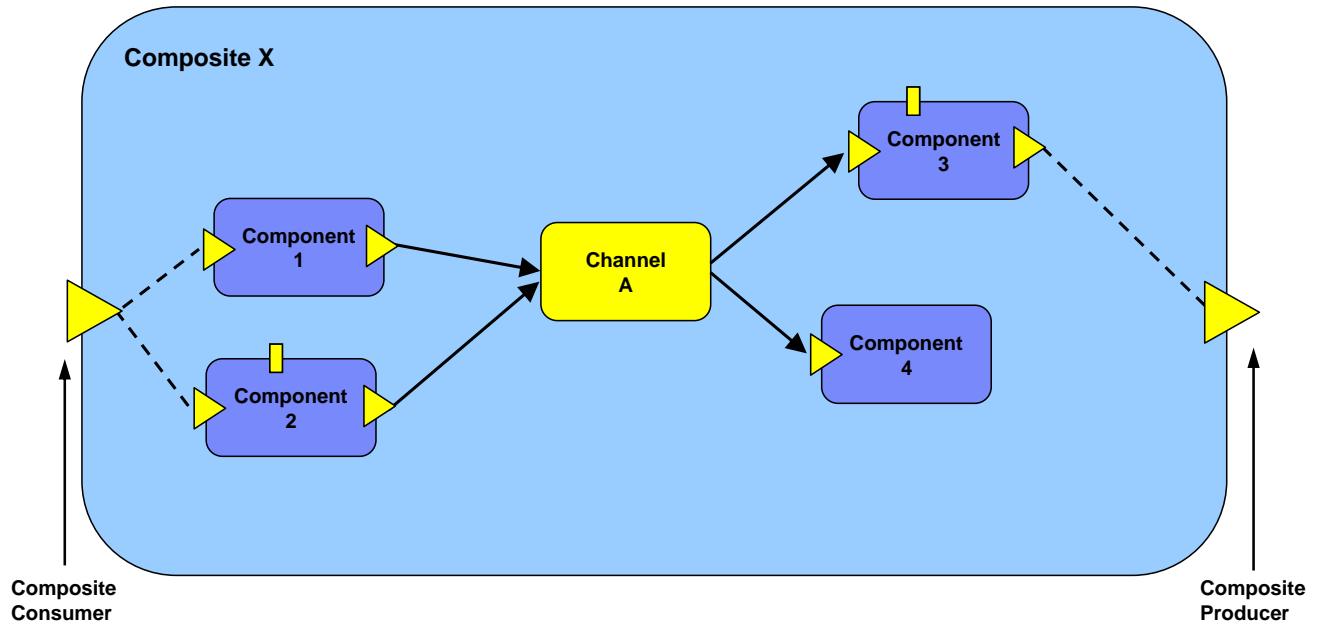 Composite X
Component
1
Component
2
Channel
A
Component
3
Component
4
Composite
Consumer
Composite
Producer